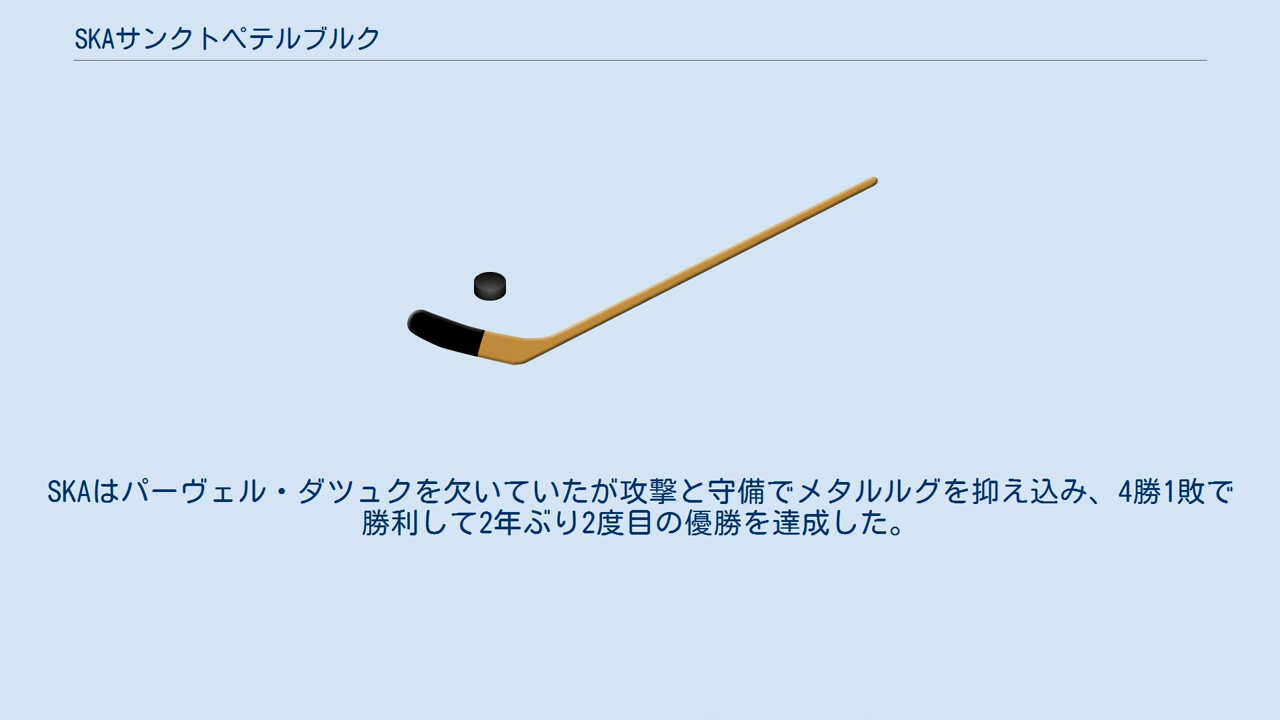 SKAサンクトペテルブルク
SKAはパーヴェル・ダツュクを欠いていたが攻撃と守備でメタルルグを抑え込み、4勝1敗で
勝利して2年ぶり2度目の優勝を達成した。